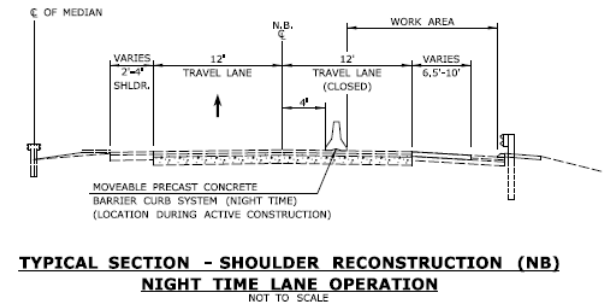 ℄ OF MEDIAN
N.B.
℄
WORK AREA
VARIES
12'
12'
VARIES
2'-4'
SHLDR.
TRAVEL LANE
TRAVEL LANE
(CLOSED)
6.5'-10'
4'
MOVEABLE PRECAST CONCRETE
BARRIER CURB SYSTEM (NIGHT TIME)
(LOCATION DURING ACTIVE CONSTRUCTION)
TYPICAL SECTION - SHOULDER RECONSTRUCTION (NB)
NIGHT TIME LANE OPERATION
NOT TO SCALE